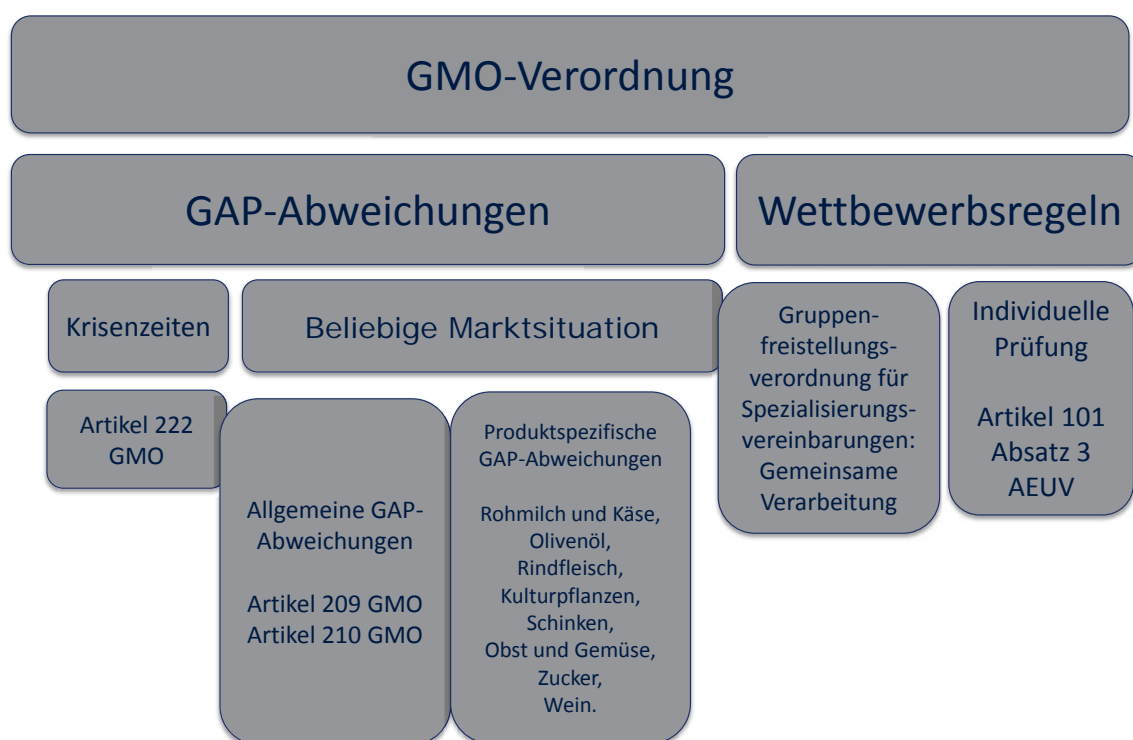 GMO-Verordnung
GAP-Abweichungen
Wettbewerbsregeln
Krisenzeiten
Beliebige Marktsituation
Gruppen-
freistellungs-
verordnung für
Spezialisierungs-
vereinbarungen:
Gemeinsame
Verarbeitung
Individuelle
Prüfung
Artikel 101
Absatz 3
AEUV
Artikel 222
GMO
Allgemeine GAP-
Abweichungen
Artikel 209 GMO
Artikel 210 GMO
Produktspezifische
GAP-Abweichungen
Rohmilch und Käse,
Olivenöl,
Rindfleisch,
Kulturpflanzen,
Schinken,
Obst und Gemüse,
Zucker,
Wein.